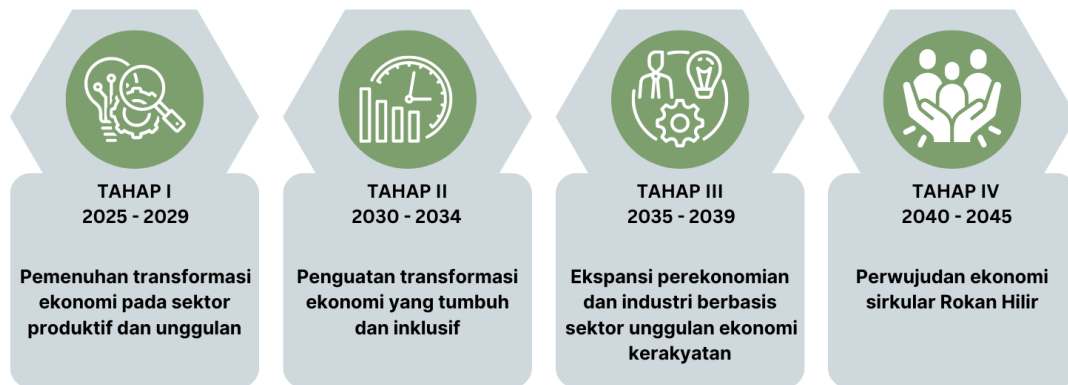 TAHAP I
2025 - 2029
Pemenuhan transformasi
ekonomi pada sektor
produktif dan unggulan
TAHAP II
2030 - 2034
Penguatan transformasi
ekonomi yang tumbuh
dan inklusif
TAHAP III
2035 - 2039
Ekspansi perekonomian
dan industri berbasis
sektor unggulan ekonomi
kerakyatan
TAHAP IV
2040 - 2045
Perwujudan ekonomi
sirkular Rokan Hilir